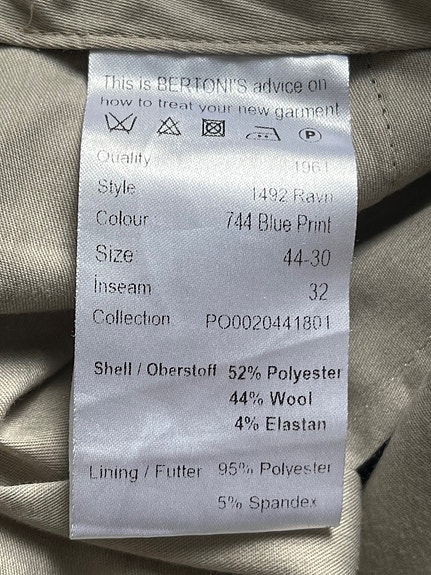 This is BERTONI'S advice on
how to treat your new garment
P
Quality 1961
Style 1492 Ravn
Colour 744 Blue Print
Size 44-30
Inseam 32
Collection PO0020441801
Shell / Oberstoff 52% Polyester
44% Wool
4% Elastan
Lining / Futter 95% Polyester
5% Spandex